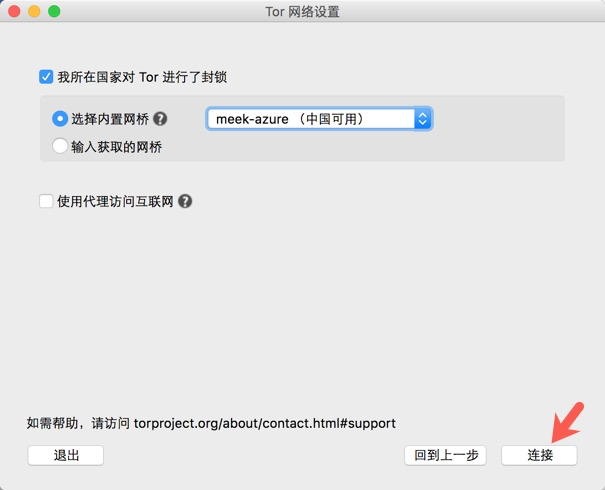 Tor 网络设置
我所在国家对 Tor 进行了封锁
选择内置网桥 ? meek-azure （中国可用）
输入获取的网桥
使用代理访问互联网 ?
如需帮助，请访问 torproject.org/about/contact.html#support
退出 回到上一步 连接